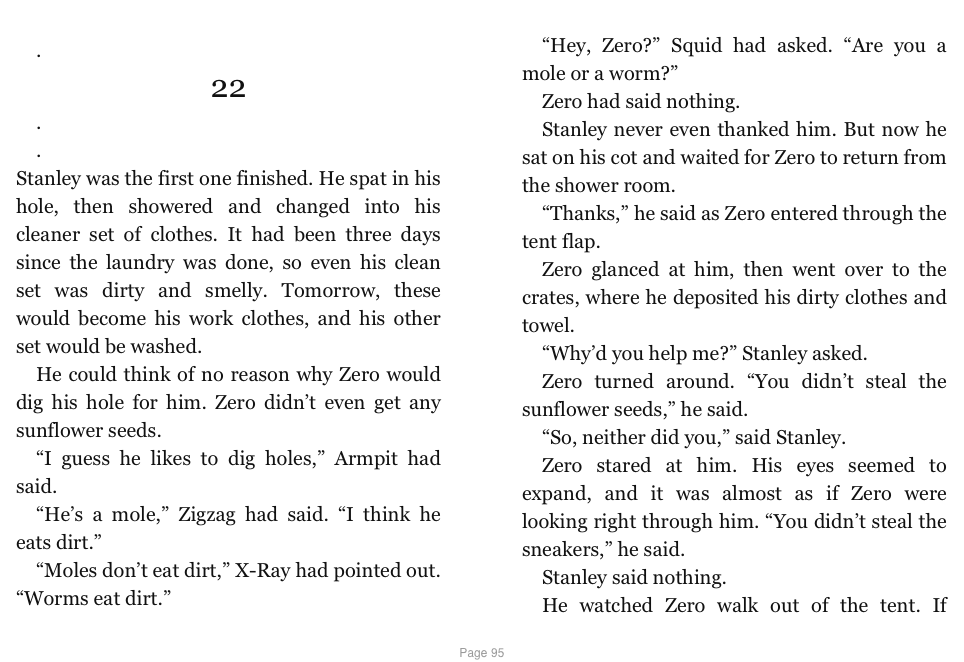 .
22
.
.
Stanley was the first one finished. He spat in his
hole, then showered and changed into his
cleaner set of clothes. It had been three days
since the laundry was done, so even his clean
set was dirty and smelly. Tomorrow, these
would become his work clothes, and his other
set would be washed.
He could think of no reason why Zero would
dig his hole for him. Zero didn’t even get any
sunflower seeds.
“I guess he likes to dig holes,” Armpit had
said.
“He’s a mole,” Zigzag had said. “I think he
eats dirt.”
“Moles don’t eat dirt,” X-Ray had pointed out.
“Worms eat dirt.”
“Hey, Zero?” Squid had asked. “Are you a
mole or a worm?”
Zero had said nothing.
Stanley never even thanked him. But now he
sat on his cot and waited for Zero to return from
the shower room.
“Thanks,” he said as Zero entered through the
tent flap.
Zero glanced at him, then went over to the
crates, where he deposited his dirty clothes and
towel.
“Why’d you help me?” Stanley asked.
Zero turned around. “You didn’t steal the
sunflower seeds,” he said.
“So, neither did you,” said Stanley.
Zero stared at him. His eyes seemed to
expand, and it was almost as if Zero were
looking right through him. “You didn’t steal the
sneakers,” he said.
Stanley said nothing.
He watched Zero walk out of the tent. If
Page 95